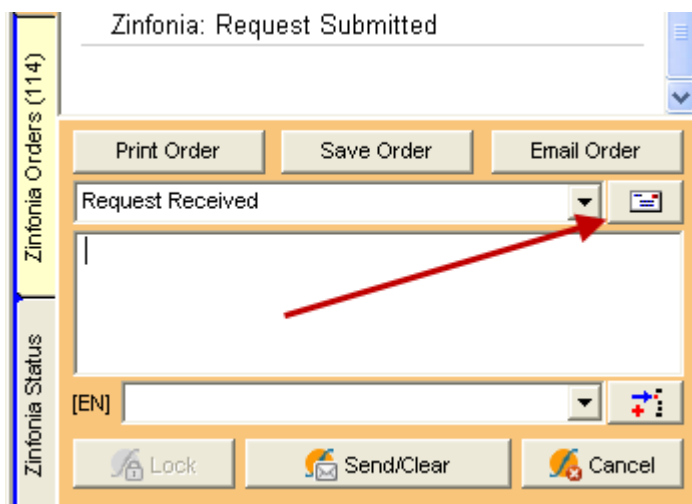 Zinfonia: Request Submitted
Zinfonia Orders (114)
Print Order Save Order Email Order
Request Received
Zinfonia Status
[EN]
Lock Send/Clear Cancel